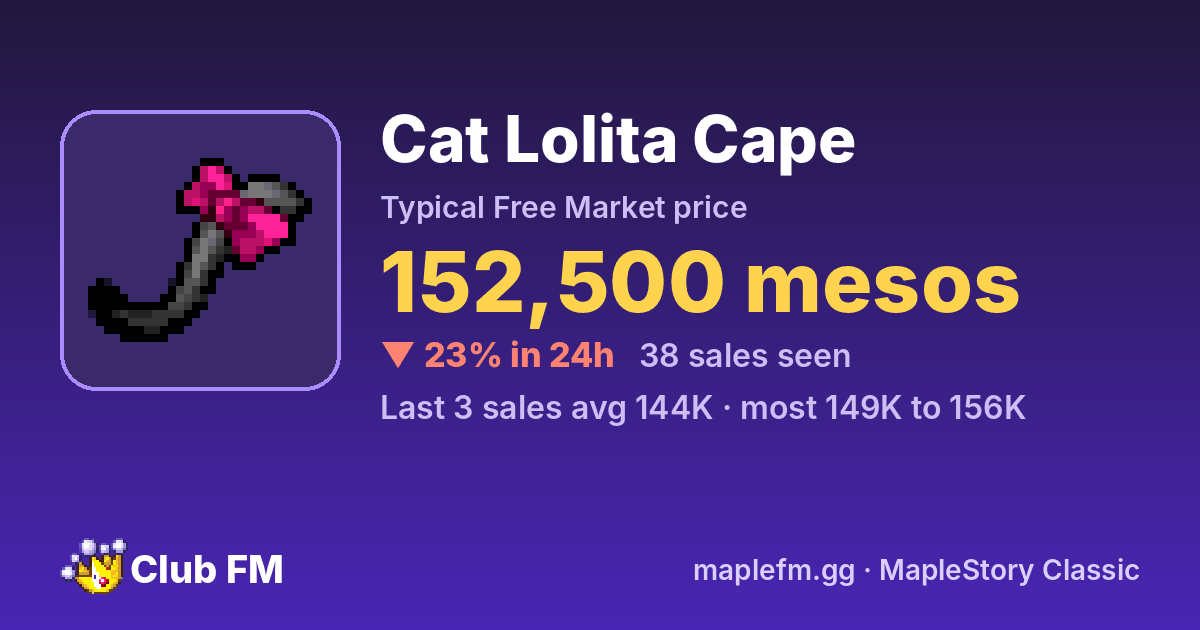 Cat Lolita Cape
Typical Free Market price
152,500 mesos
▼ 23% in 24h 38 sales seen
Last 3 sales avg 144K · most 149K to 156K
Club FM
maplefm.gg · MapleStory Classic